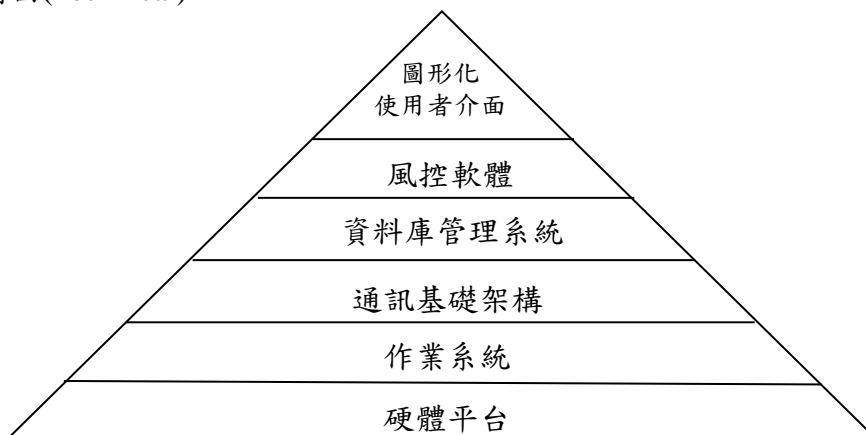 圖形化
使用者介面
風控軟體
資料庫管理系統
通訊基礎架構
作業系統
硬體平台